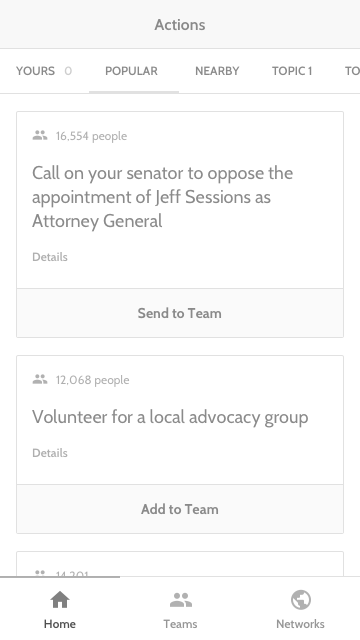 Actions
YOURS 0 POPULAR NEARBY TOPIC 1 TO
16,554 people
Call on your senator to oppose the
appointment of Jeff Sessions as
Attorney General
Details
Send to Team
12,068 people
Volunteer for a local advocacy group
Details
Add to Team
14,201
Home Teams Networks